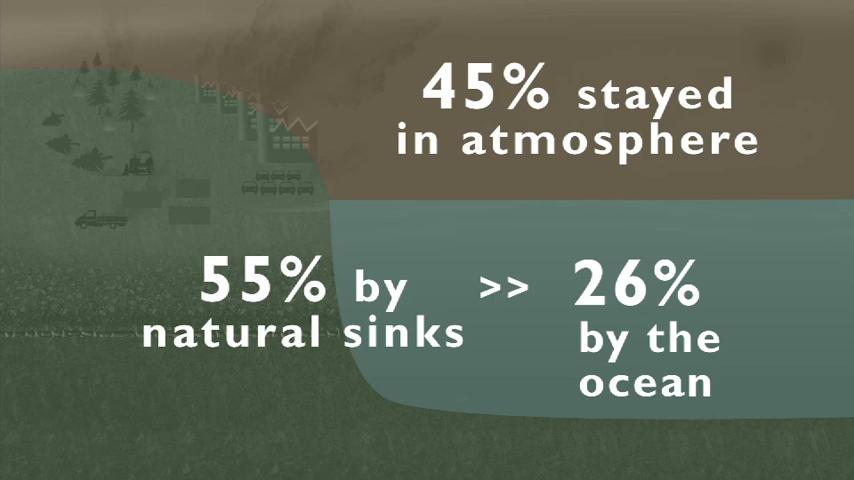 45% stayed
in atmosphere
55% by
natural sinks
>>
26%
by the
ocean